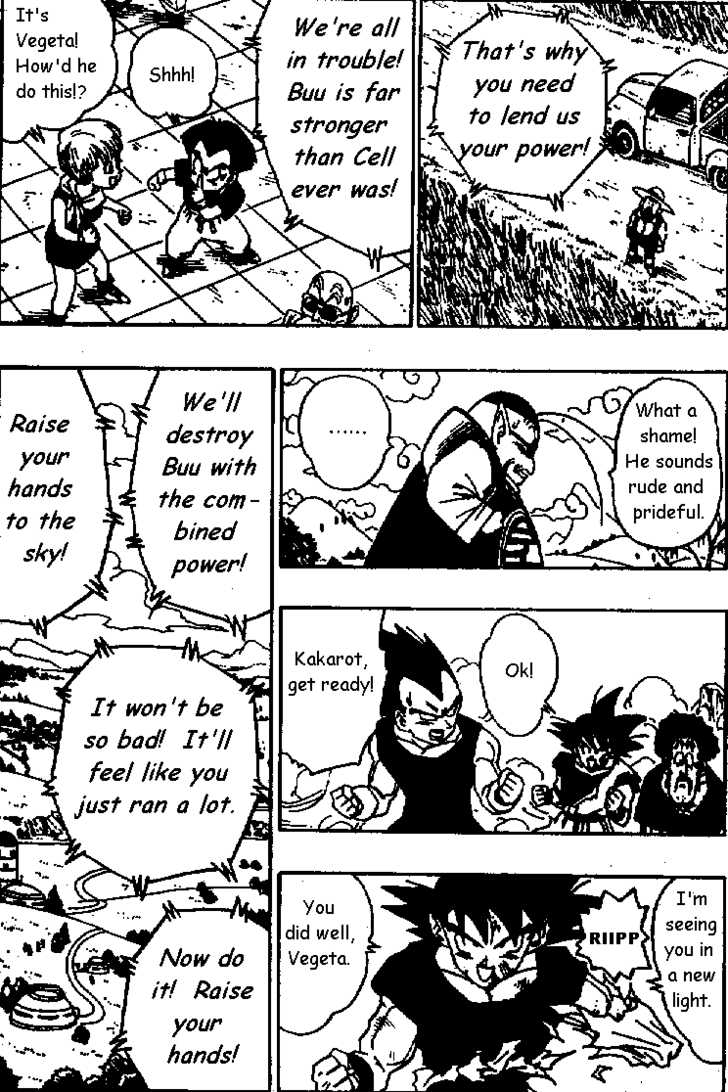 That's why
you need
to lend us
your power!
We're all
in trouble!
Buu is far
stronger
than Cell
ever was!
Shhh!
It's
Vegeta!
How'd he
do this!?
What a
shame!
He sounds
rude and
prideful.
......
Ok!
Kakarot,
get ready!
I'm
seeing
you in
a new
light.
RIIPP
You
did well,
Vegeta.
We'll
destroy
Buu with
the com-
bined
power!
Raise
your
hands
to the
sky!
It won't be
so bad! It'll
feel like you
just ran a lot.
Now do
it! Raise
your
hands!